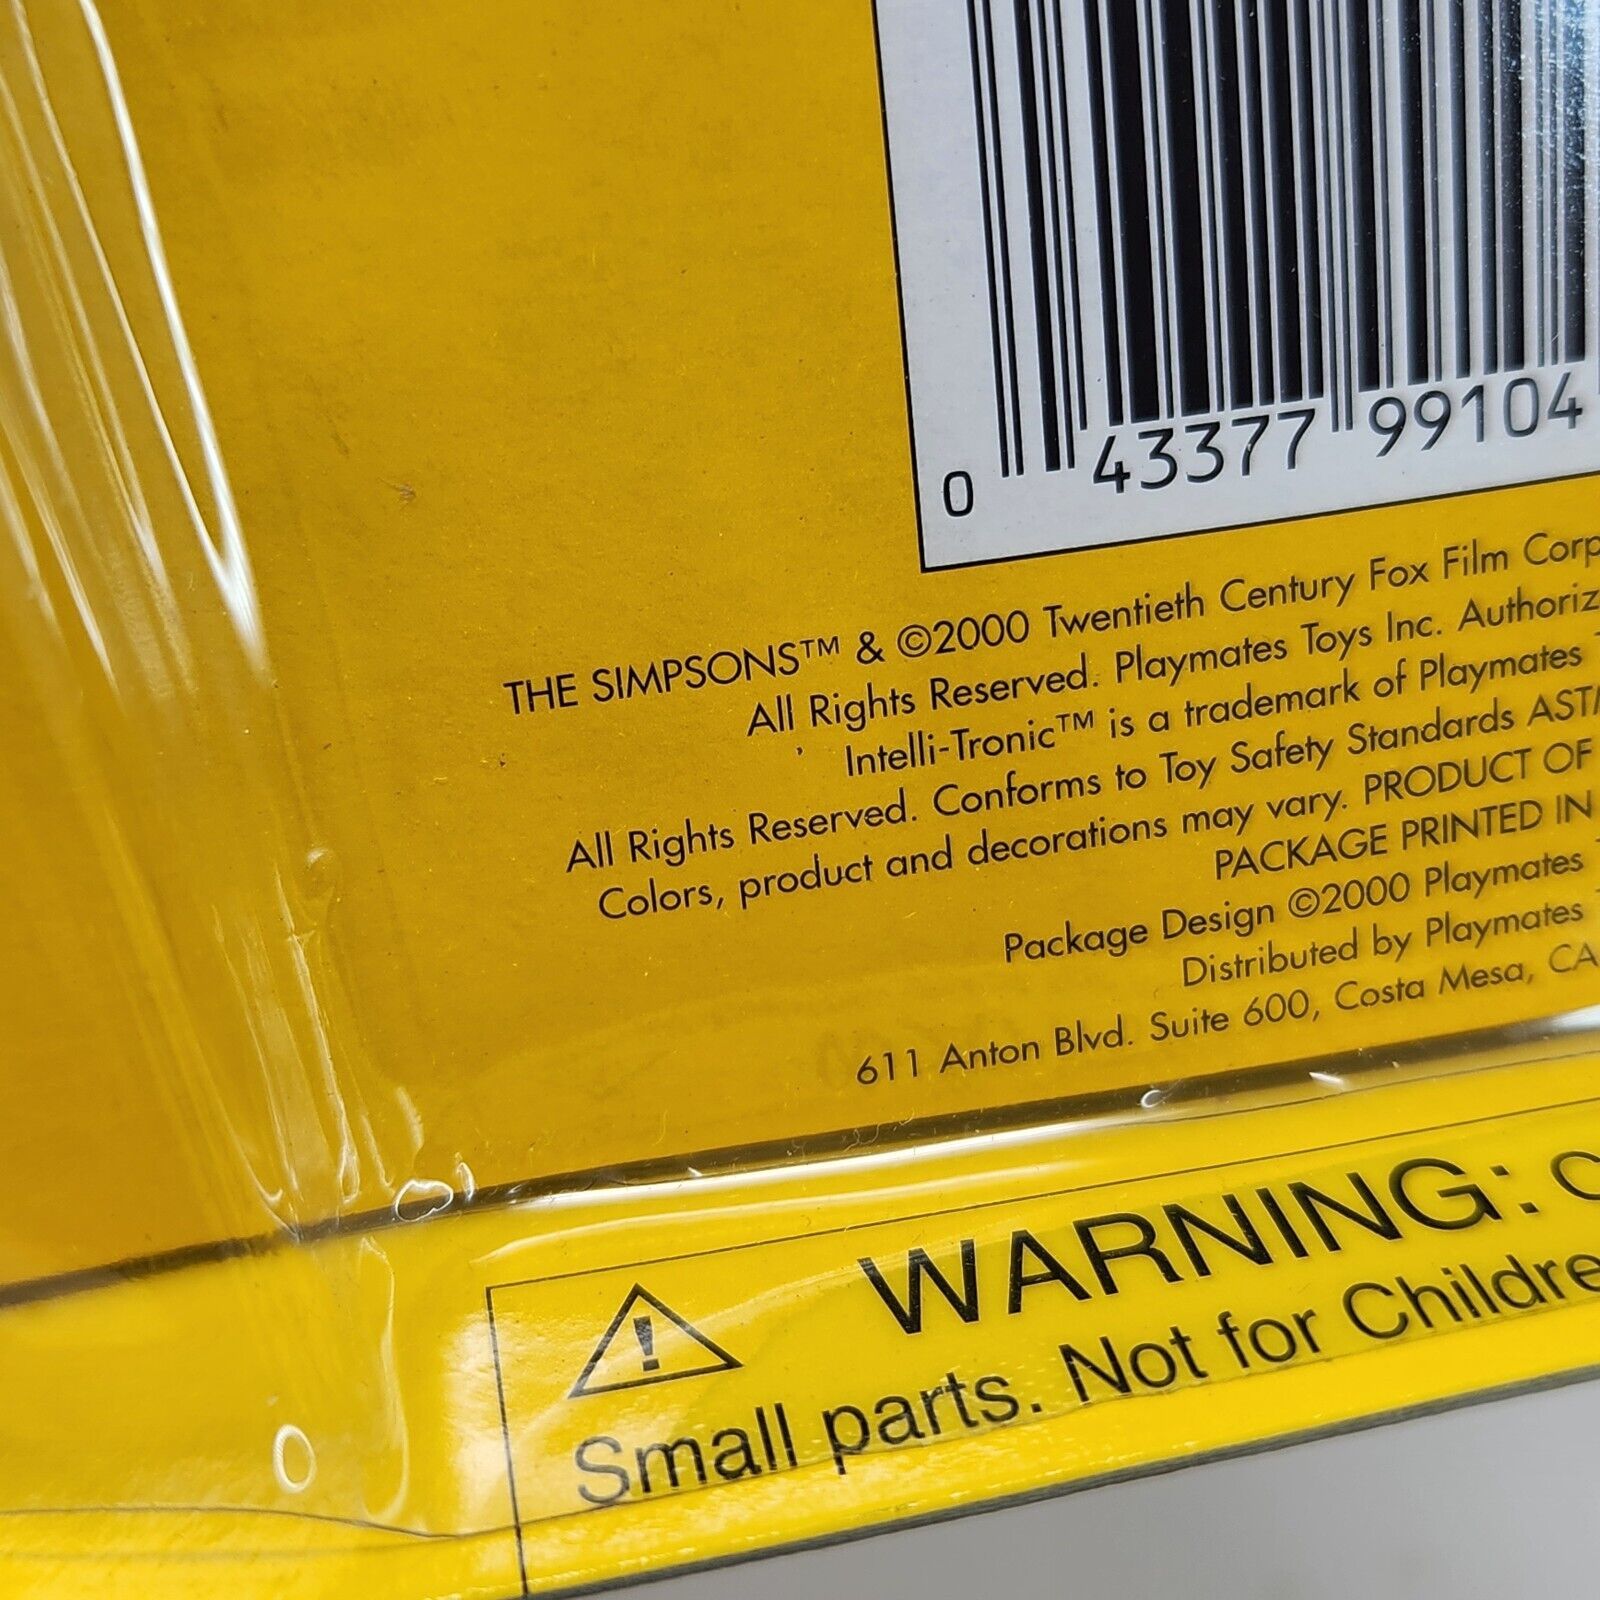 0 43377 99104
THE SIMPSONS™ & ©2000 Twentieth Century Fox Film Corp
All Rights Reserved. Playmates Toys Inc. Authoriz
Intelli-Tronic™ is a trademark of Playmates T
All Rights Reserved. Conforms to Toy Safety Standards AST
Colors, product and decorations may vary. PRODUCT OF
PACKAGE PRINTED IN
Package Design ©2000 Playmates T
Distributed by Playmates T
611 Anton Blvd. Suite 600, Costa Mesa, CA
WARNING: C
Small parts. Not for Childre